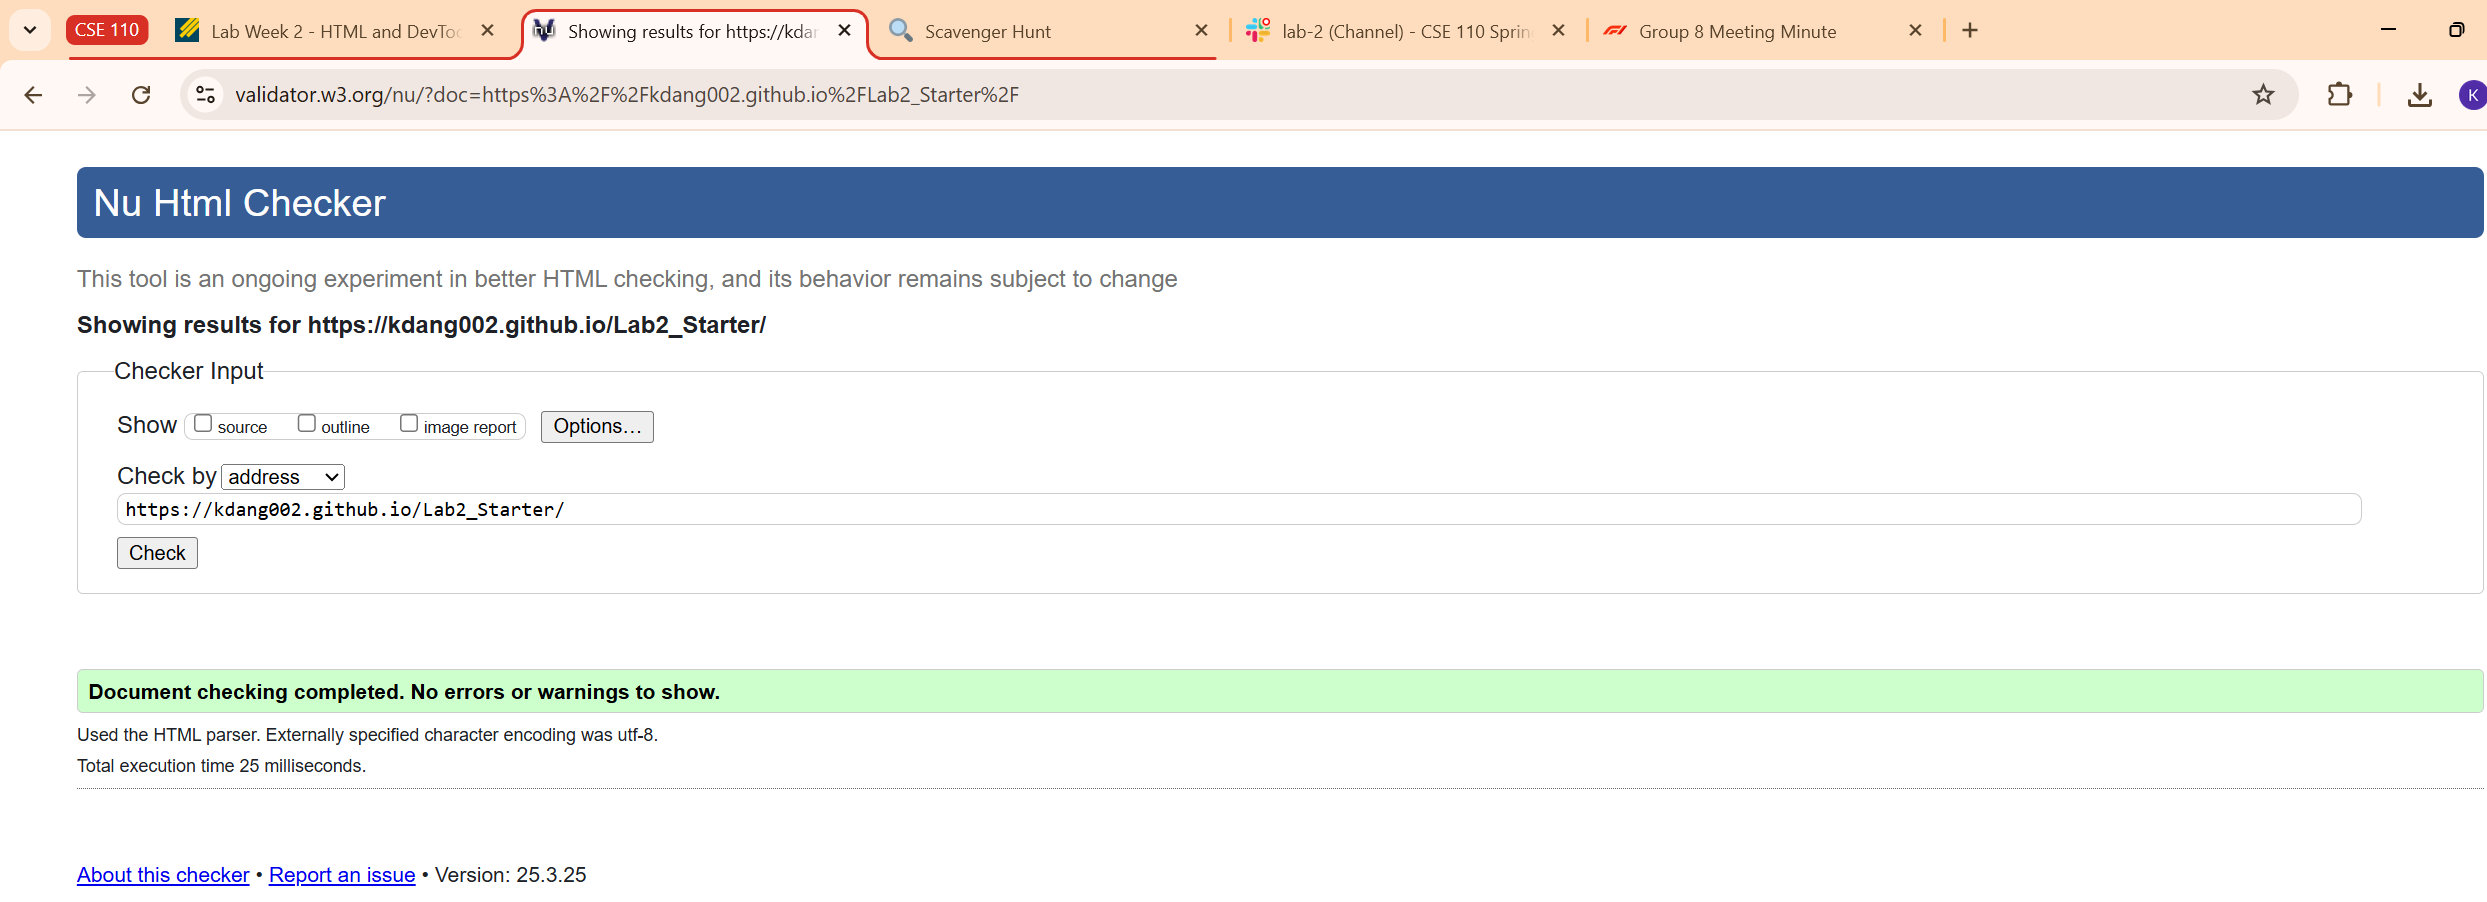 CSE 110
Lab Week 2 - HTML and DevToo
Showing results for https://kdan
Scavenger Hunt
lab-2 (Channel) - CSE 110 Sprin
Group 8 Meeting Minute
validator.w3.org/nu/?doc=https%3A%2F%2Fkdang002.github.io%2FLab2_Starter%2F
K
Nu Html Checker
This tool is an ongoing experiment in better HTML checking, and its behavior remains subject to change
Showing results for https://kdang002.github.io/Lab2_Starter/
Checker Input
Show source outline image report Options...
Check by address
https://kdang002.github.io/Lab2_Starter/
Check
Document checking completed. No errors or warnings to show.
Used the HTML parser. Externally specified character encoding was utf-8.
Total execution time 25 milliseconds.
About this checker • Report an issue • Version: 25.3.25